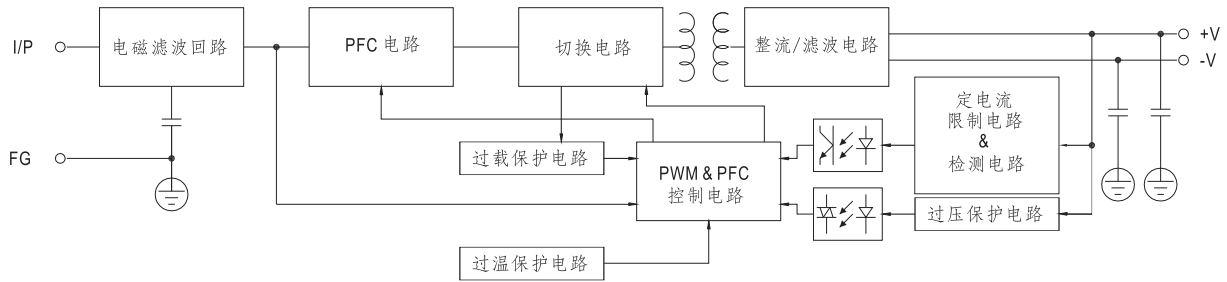 I/P
电磁滤波回路
PFC 电路
切换电路
整流/滤波电路
+V
-V
定电流
限制电路
&
检测电路
FG
过载保护电路
PWM & PFC
控制电路
过压保护电路
过温保护电路